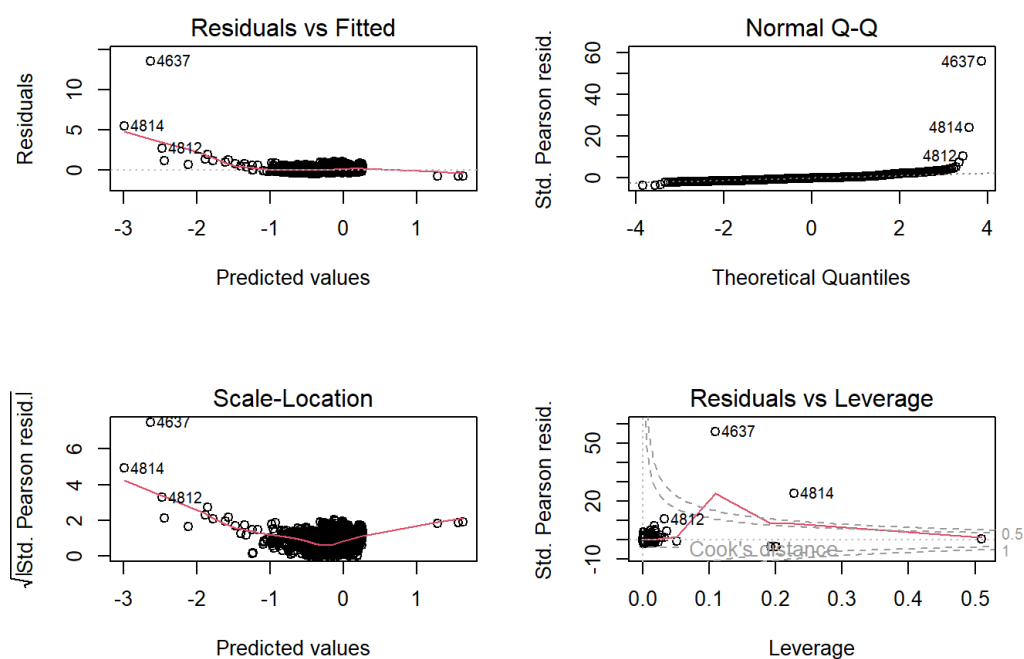 Residuals vs Fitted
Residuals
10
5
0
4637
4814
4812
-3 -2 -1 0 1
Predicted values
Normal Q-Q
Std. Pearson resid.
60
40
20
0
4637
4814
4812
-4 -2 0 2 4
Theoretical Quantiles
Scale-Location
√|Std. Pearson resid.|
6
4
2
0
4637
4814
4812
-3 -2 -1 0 1
Predicted values
Residuals vs Leverage
Std. Pearson resid.
50
20
-10
4637
4814
4812
Cook's distance
0.5
1
0.0 0.1 0.2 0.3 0.4 0.5
Leverage